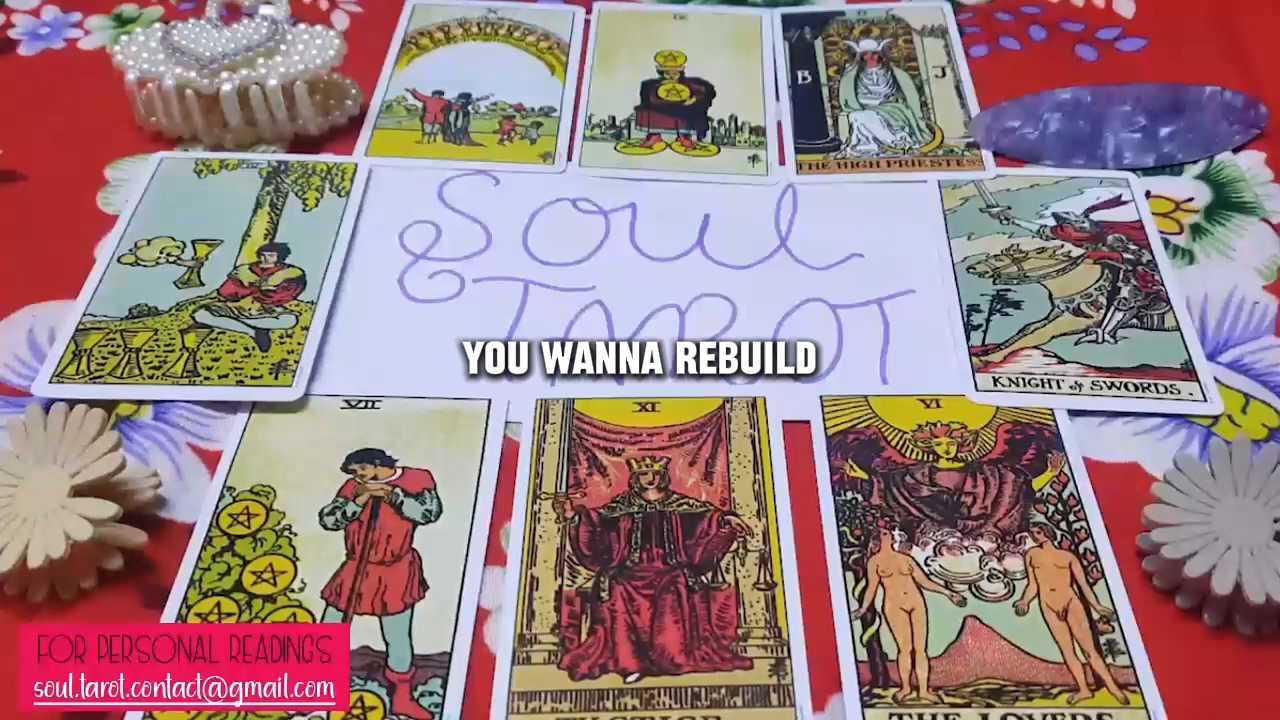 X
B
J
THE HIGH PRIESTESS
Soul
TAROT
YOU WANNA REBUILD
KNIGHT of SWORDS.
VII
XI
VI
JUSTICE
THE LOVERS
FOR PERSONAL READINGS
soul.tarot.contact@gmail.com